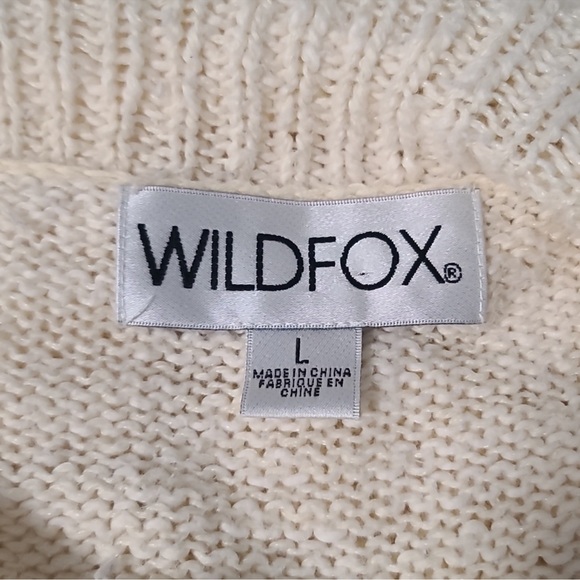 WILDFOX®
L
MADE IN CHINA
FABRIQUE EN
CHINE